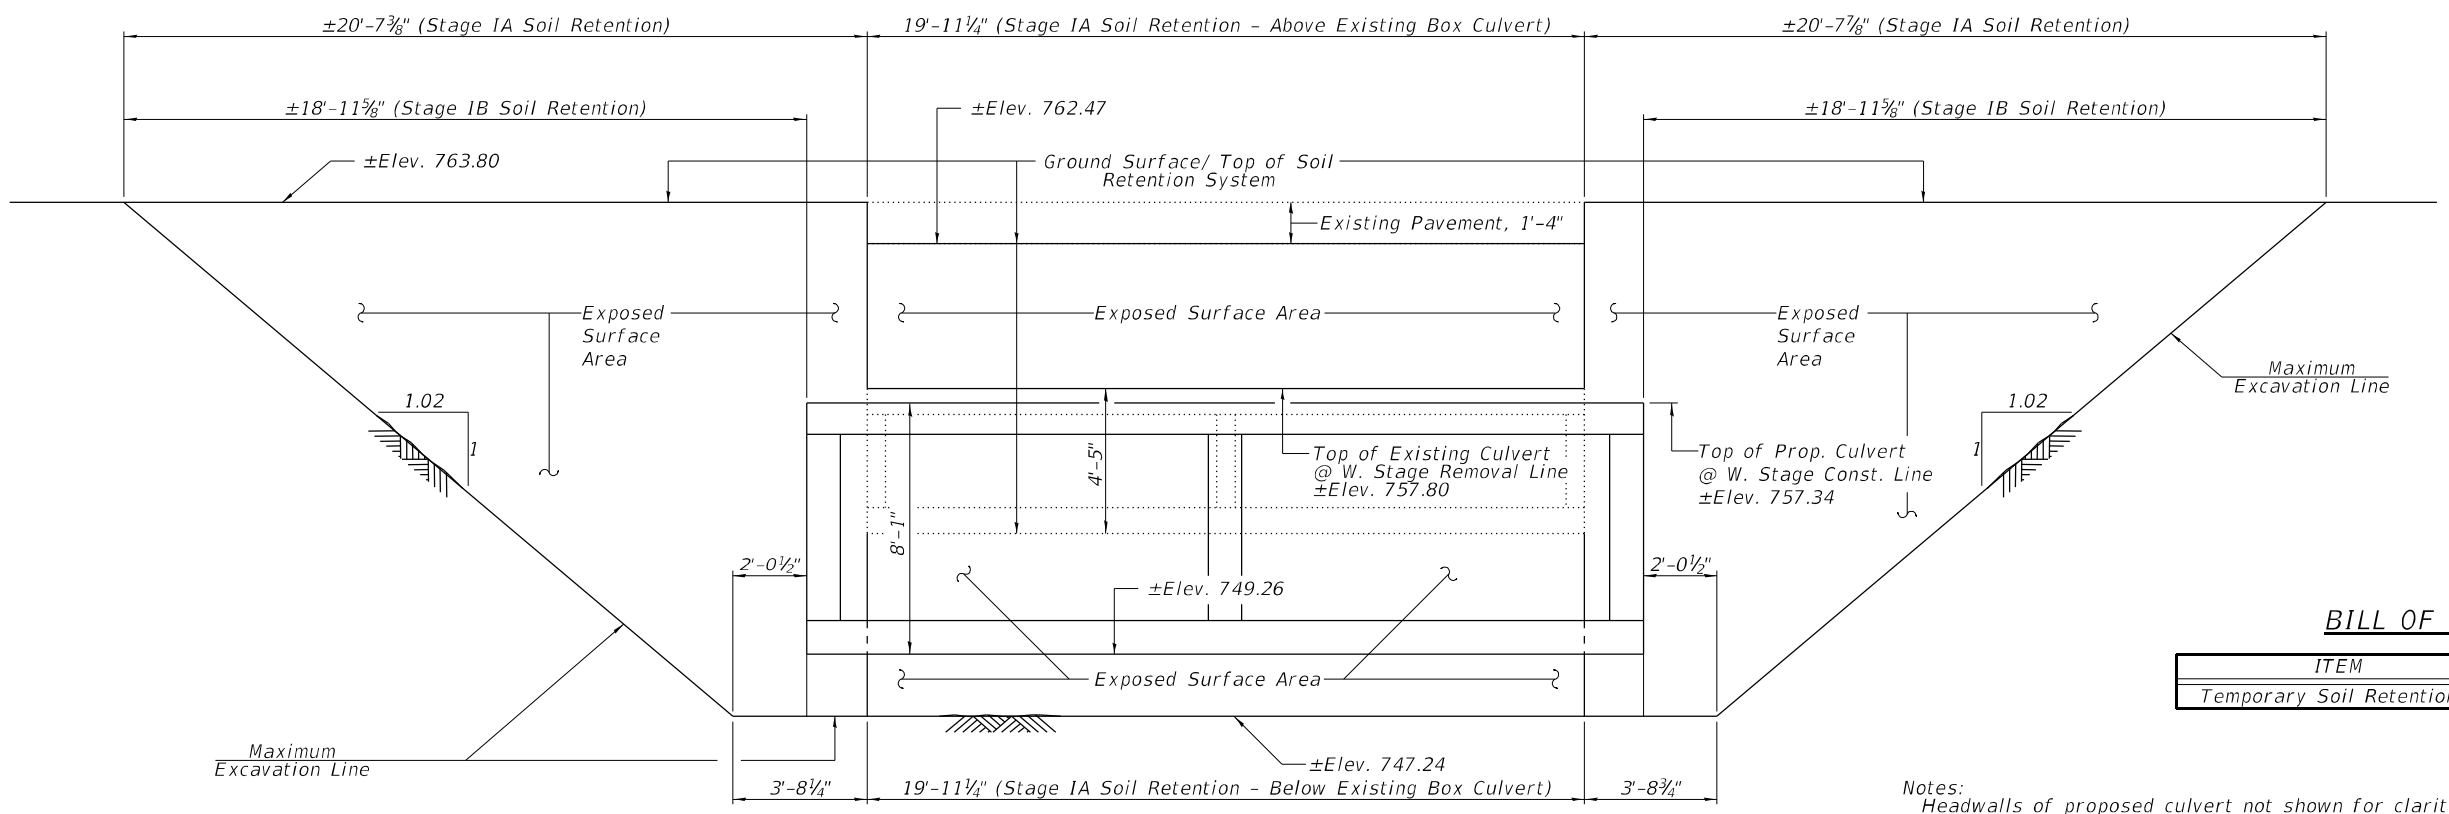 ±20'-7⅜" (Stage IA Soil Retention)
19'-11¼" (Stage IA Soil Retention - Above Existing Box Culvert)
±20'-7⅞" (Stage IA Soil Retention)
±18'-11⅝" (Stage IB Soil Retention)
±Elev. 762.47
±18'-11⅝" (Stage IB Soil Retention)
±Elev. 763.80
Ground Surface/ Top of Soil
Retention System
Existing Pavement, 1'-4"
Exposed
Surface
Area
Exposed Surface Area
Exposed
Surface
Area
Maximum
Excavation Line
1.02
1
1.02
1
4'-5"
Top of Existing Culvert
@ W. Stage Removal Line
±Elev. 757.80
Top of Prop. Culvert
@ W. Stage Const. Line
±Elev. 757.34
8'-1"
2'-0½"
2'-0½"
±Elev. 749.26
BILL OF
ITEM
Temporary Soil Retention
Exposed Surface Area
Maximum
Excavation Line
±Elev. 747.24
3'-8¼"
19'-11¼" (Stage IA Soil Retention - Below Existing Box Culvert)
3'-8¾"
Notes:
Headwalls of proposed culvert not shown for clarit